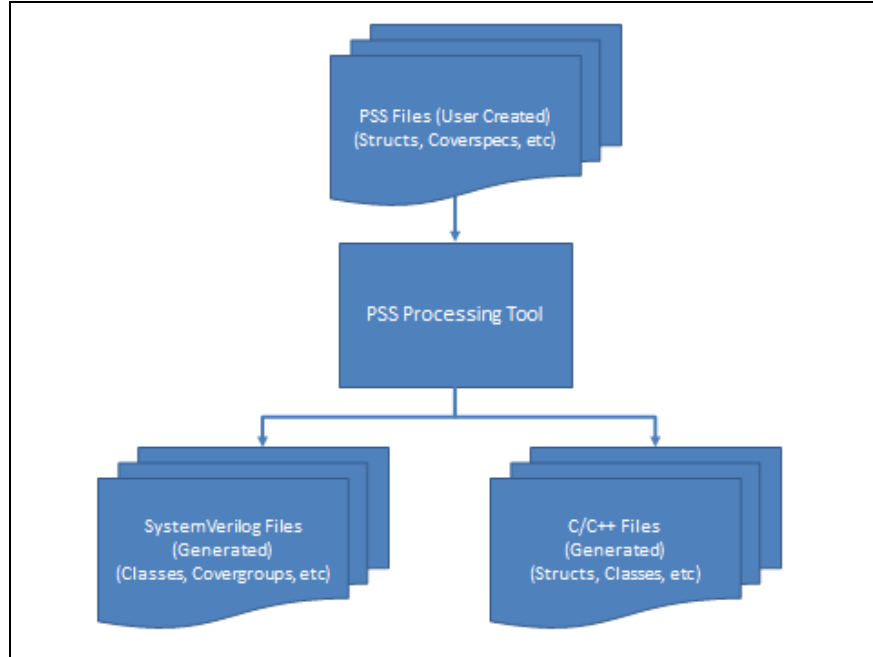 PSS Files (User Created)
(Structs, Coverspecs, etc)
PSS Processing Tool
SystemVerilog Files
(Generated)
(Classes, Covergroups, etc)
C/C++ Files
(Generated)
(Structs, Classes, etc)